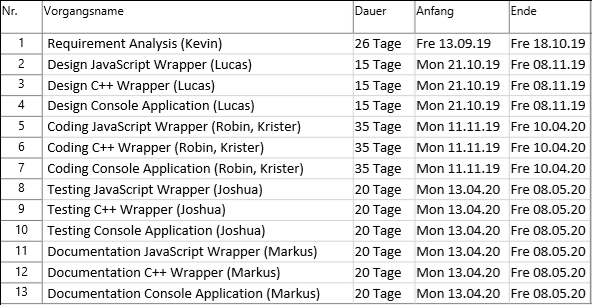 Nr. Vorgangsname Dauer Anfang Ende
1 Requirement Analysis (Kevin) 26 Tage Fre 13.09.19 Fre 18.10.19
2 Design JavaScript Wrapper (Lucas) 15 Tage Mon 21.10.19 Fre 08.11.19
3 Design C++ Wrapper (Lucas) 15 Tage Mon 21.10.19 Fre 08.11.19
4 Design Console Application (Lucas) 15 Tage Mon 21.10.19 Fre 08.11.19
5 Coding JavaScript Wrapper (Robin, Krister) 35 Tage Mon 11.11.19 Fre 10.04.20
6 Coding C++ Wrapper (Robin, Krister) 35 Tage Mon 11.11.19 Fre 10.04.20
7 Coding Console Application (Robin, Krister) 35 Tage Mon 11.11.19 Fre 10.04.20
8 Testing JavaScript Wrapper (Joshua) 20 Tage Mon 13.04.20 Fre 08.05.20
9 Testing C++ Wrapper (Joshua) 20 Tage Mon 13.04.20 Fre 08.05.20
10 Testing Console Application (Joshua) 20 Tage Mon 13.04.20 Fre 08.05.20
11 Documentation JavaScript Wrapper (Markus) 20 Tage Mon 13.04.20 Fre 08.05.20
12 Documentation C++ Wrapper (Markus) 20 Tage Mon 13.04.20 Fre 08.05.20
13 Documentation Console Application (Markus) 20 Tage Mon 13.04.20 Fre 08.05.20